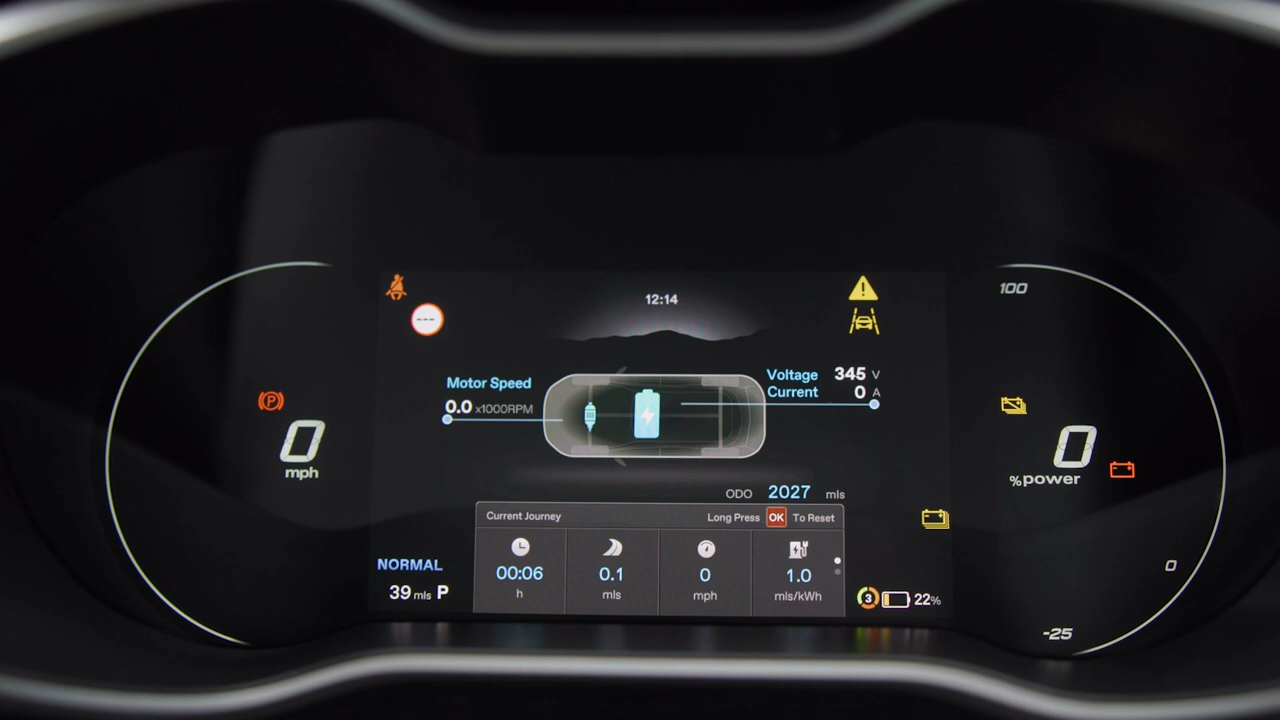 12:14
100
Motor Speed
0.0 x1000RPM
Voltage 345 V
Current 0 A
P
0
mph
0
%power
ODO 2027 mls
Current Journey Long Press OK To Reset
00:06 0.1 0 1.0
h mls mph mls/kWh
NORMAL
39 mls P
3 22%
0
-25